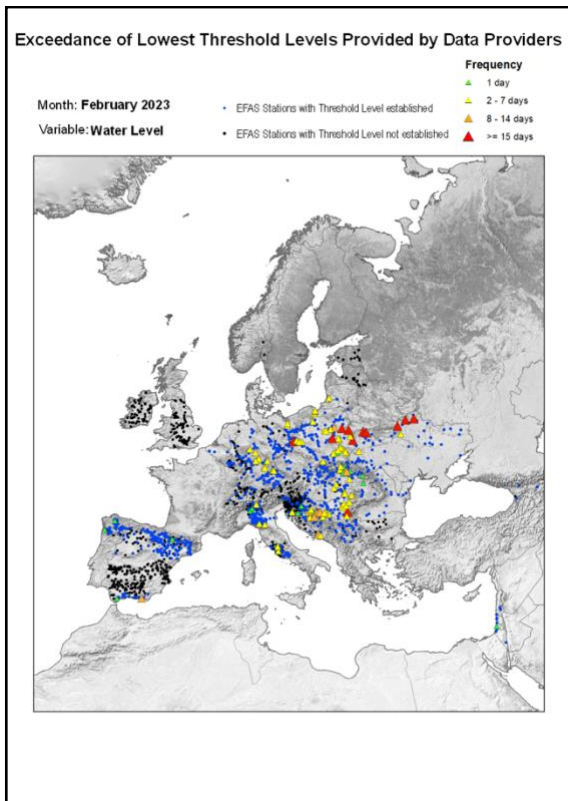 Exceedance of Lowest Threshold Levels Provided by Data Providers
Frequency
1 day
2 - 7 days
8 - 14 days
>= 15 days
Month: February 2023
Variable: Water Level
EFAS Stations with Threshold Level established
EFAS Stations with Threshold Level not established